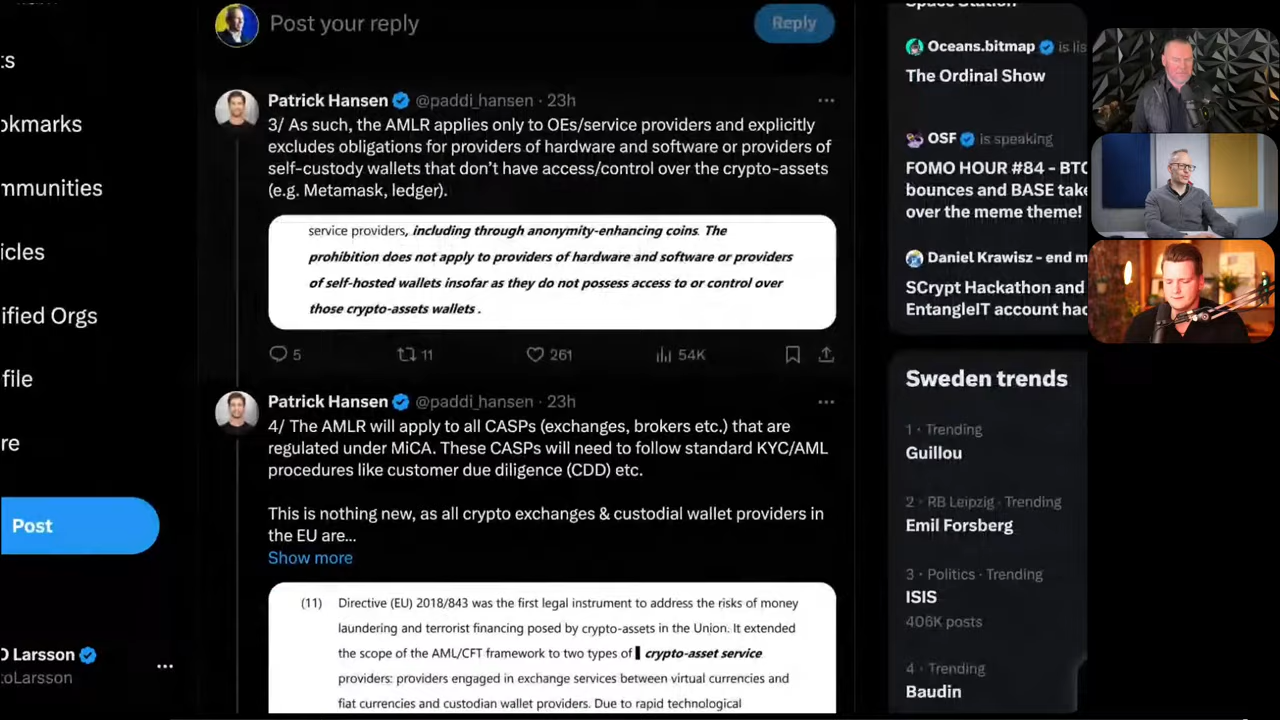 ts
okmarks
mmunities
icles
ified Orgs
file
re
Post
O Larsson
oLarsson
Post your reply
Reply
Patrick Hansen @paddi_hansen · 23h
3/ As such, the AMLR applies only to OEs/service providers and explicitly
excludes obligations for providers of hardware and software or providers of
self-custody wallets that don't have access/control over the crypto-assets
(e.g. Metamask, ledger).
service providers, including through anonymity-enhancing coins. The
prohibition does not apply to providers of hardware and software or providers
of self-hosted wallets insofar as they do not possess access to or control over
those crypto-assets wallets .
5 11 261 54K
Patrick Hansen @paddi_hansen · 23h
4/ The AMLR will apply to all CASPs (exchanges, brokers etc.) that are
regulated under MiCA. These CASPs will need to follow standard KYC/AML
procedures like customer due diligence (CDD) etc.
This is nothing new, as all crypto exchanges & custodial wallet providers in
the EU are...
Show more
(11) Directive (EU) 2018/843 was the first legal instrument to address the risks of money
laundering and terrorist financing posed by crypto-assets in the Union. It extended
the scope of the AML/CFT framework to two types of crypto-asset service
providers: providers engaged in exchange services between virtual currencies and
fiat currencies and custodian wallet providers. Due to rapid technological
Space Station
Oceans.bitmap is lis
The Ordinal Show
OSF is speaking
FOMO HOUR #84 - BTC
bounces and BASE take
over the meme theme!
Daniel Krawisz - end m
SCrypt Hackathon and
EntangleIT account hac
Sweden trends
1 · Trending
Guillou
2 · RB Leipzig · Trending
Emil Forsberg
3 · Politics · Trending
ISIS
406K posts
4 · Trending
Baudin